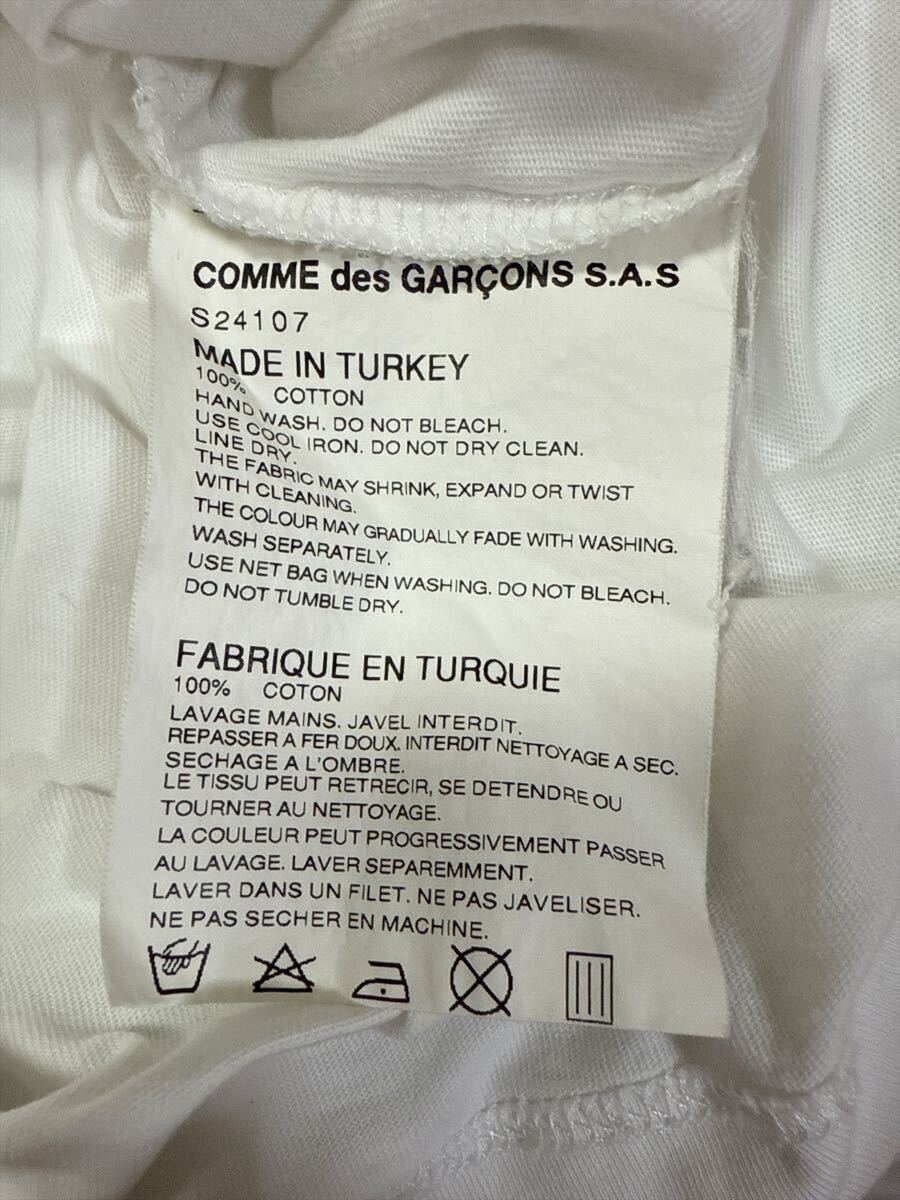 COMME des GARÇONS S.A.S
S24107
MADE IN TURKEY
100% COTTON
HAND WASH. DO NOT BLEACH.
USE COOL IRON. DO NOT DRY CLEAN.
LINE DRY.
THE FABRIC MAY SHRINK, EXPAND OR TWIST
WITH CLEANING.
THE COLOUR MAY GRADUALLY FADE WITH WASHING.
WASH SEPARATELY.
USE NET BAG WHEN WASHING. DO NOT BLEACH.
DO NOT TUMBLE DRY.
FABRIQUE EN TURQUIE
100% COTON
LAVAGE MAINS. JAVEL INTERDIT.
REPASSER A FER DOUX. INTERDIT NETTOYAGE A SEC.
SECHAGE A L'OMBRE.
LE TISSU PEUT RETRECIR, SE DETENDRE OU
TOURNER AU NETTOYAGE.
LA COULEUR PEUT PROGRESSIVEMENT PASSER
AU LAVAGE. LAVER SEPAREMMENT.
LAVER DANS UN FILET. NE PAS JAVELISER.
NE PAS SECHER EN MACHINE.